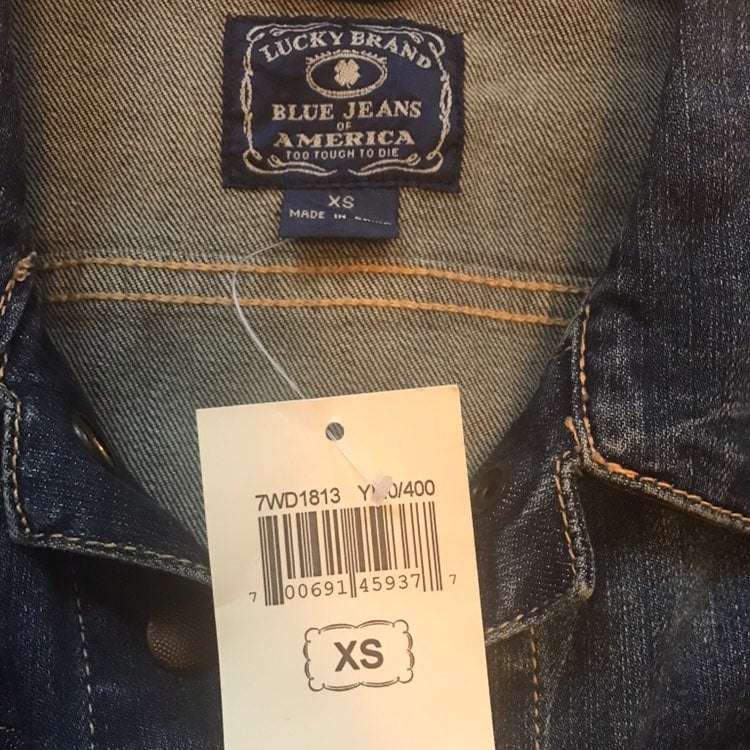 LUCKY BRAND
BLUE JEANS
OF
AMERICA
TOO TOUGH TO DIE
XS
MADE IN
7WD1813
7 00691 45937 7
XS